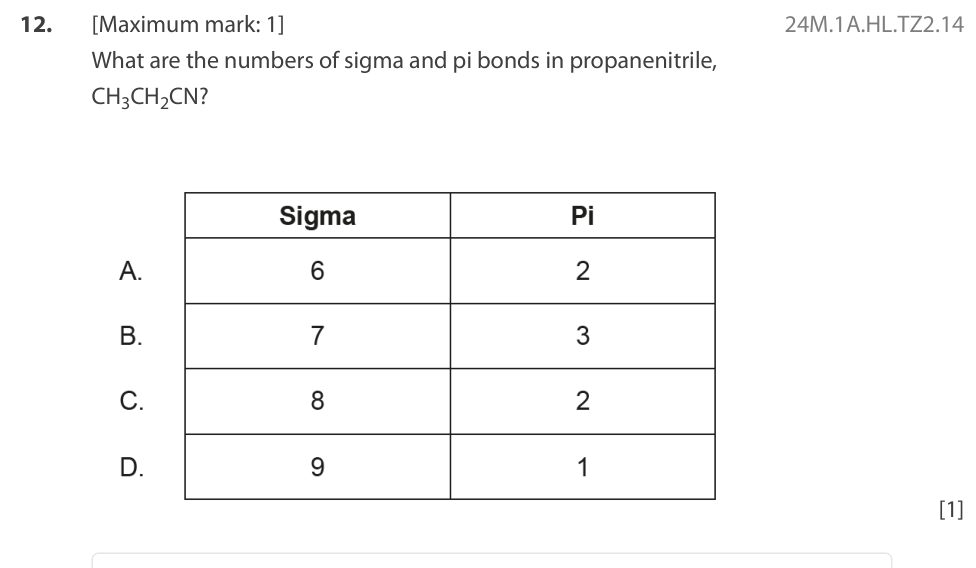 12. [Maximum mark: 1] 24M.1A.HL.TZ2.14
What are the numbers of sigma and pi bonds in propanenitrile,
CH₃CH₂CN?
Sigma Pi
A. 6 2
B. 7 3
C. 8 2
D. 9 1
[1]